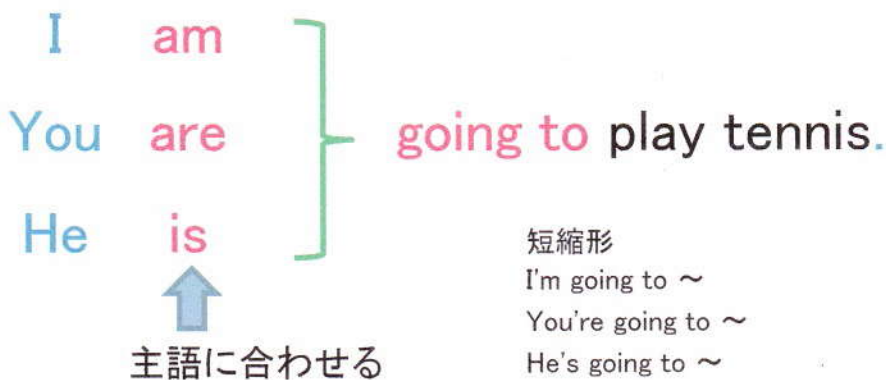 I am
You are going to play tennis.
He is
主語に合わせる
短縮形
I'm going to ～
You're going to ～
He's going to ～